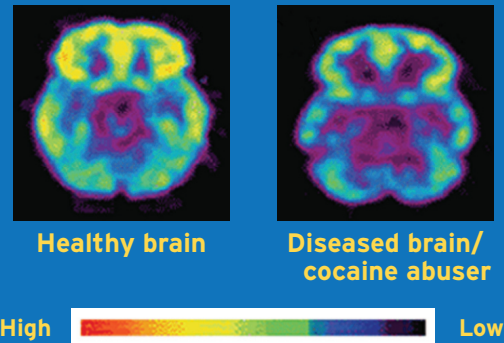 Healthy brain
Diseased brain/
cocaine abuser
High
Low